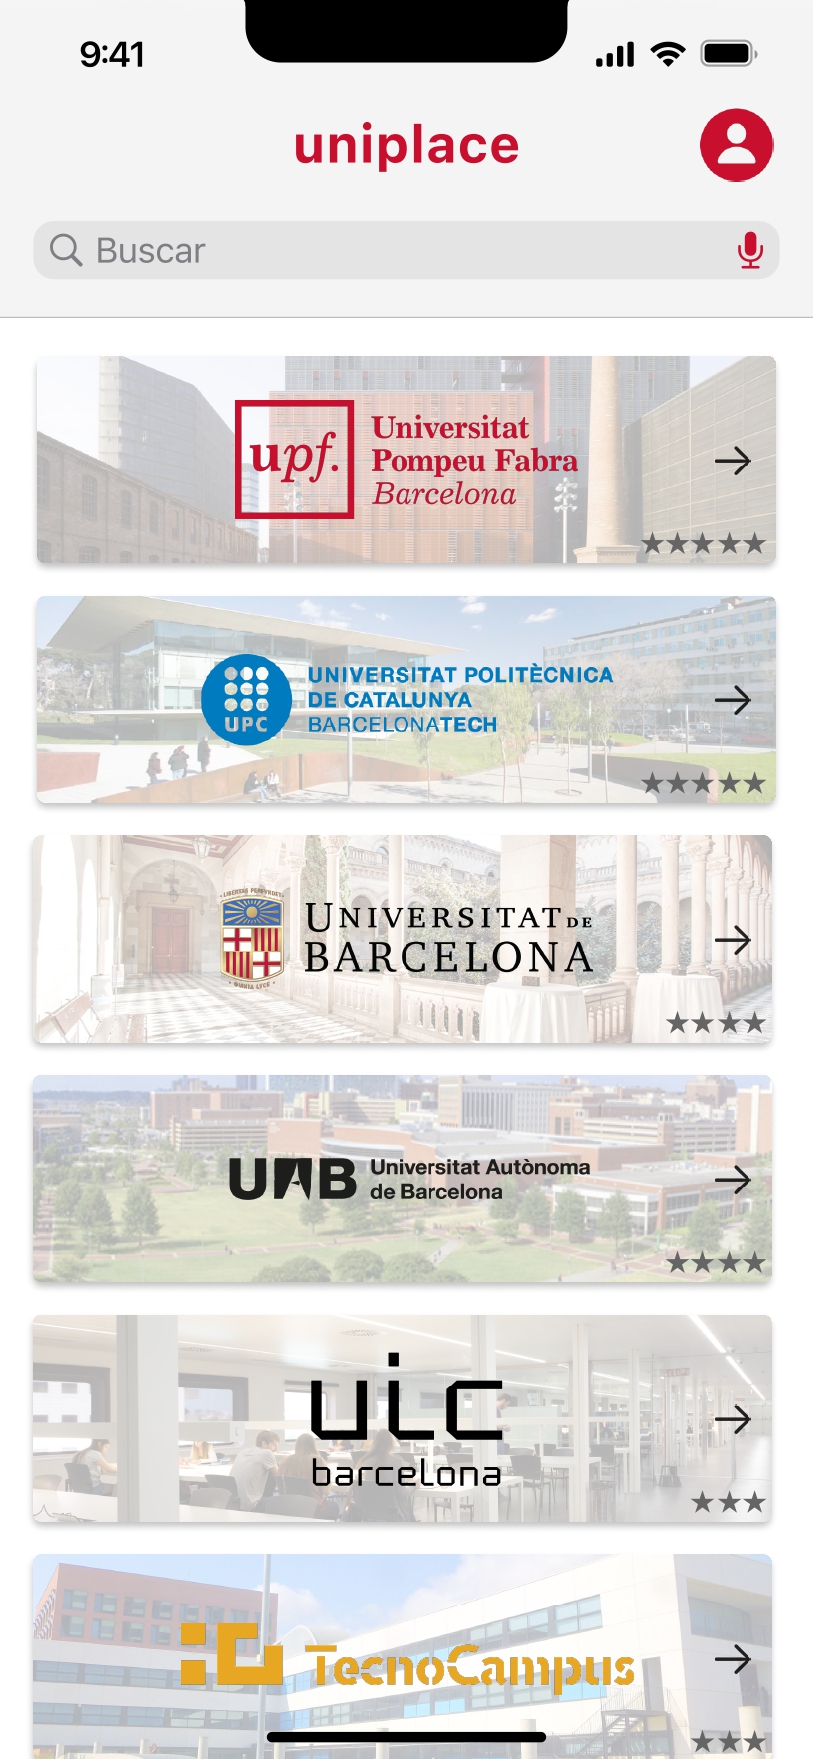 9:41
uniplace
Buscar
upf.
Universitat
Pompeu Fabra
Barcelona
★★★★★
UPC
UNIVERSITAT POLITÈCNICA
DE CATALUNYA
BARCELONATECH
★★★★★
LIBERTAS PERFVNDET
OMNIA LVCE
UNIVERSITAT DE
BARCELONA
★★★★
UAB
Universitat Autònoma
de Barcelona
★★★★
uic
barcelona
★★★
TecnoCampus
★★★